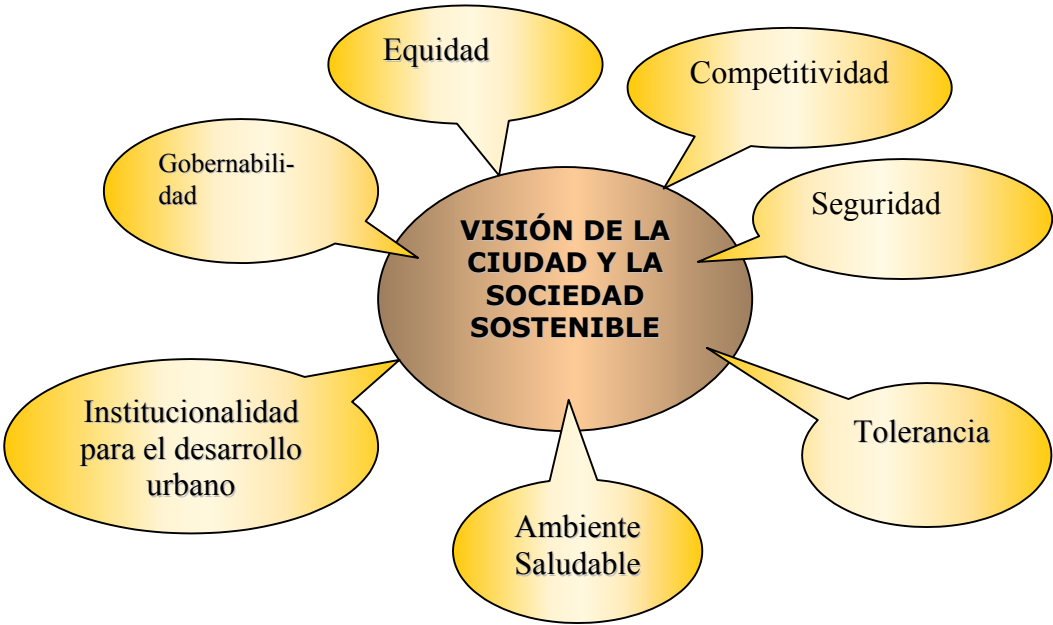 Equidad
Competitividad
Gobernabili-
dad
Seguridad
VISIÓN DE LA
CIUDAD Y LA
SOCIEDAD
SOSTENIBLE
Institucionalidad
para el desarrollo
urbano
Tolerancia
Ambiente
Saludable